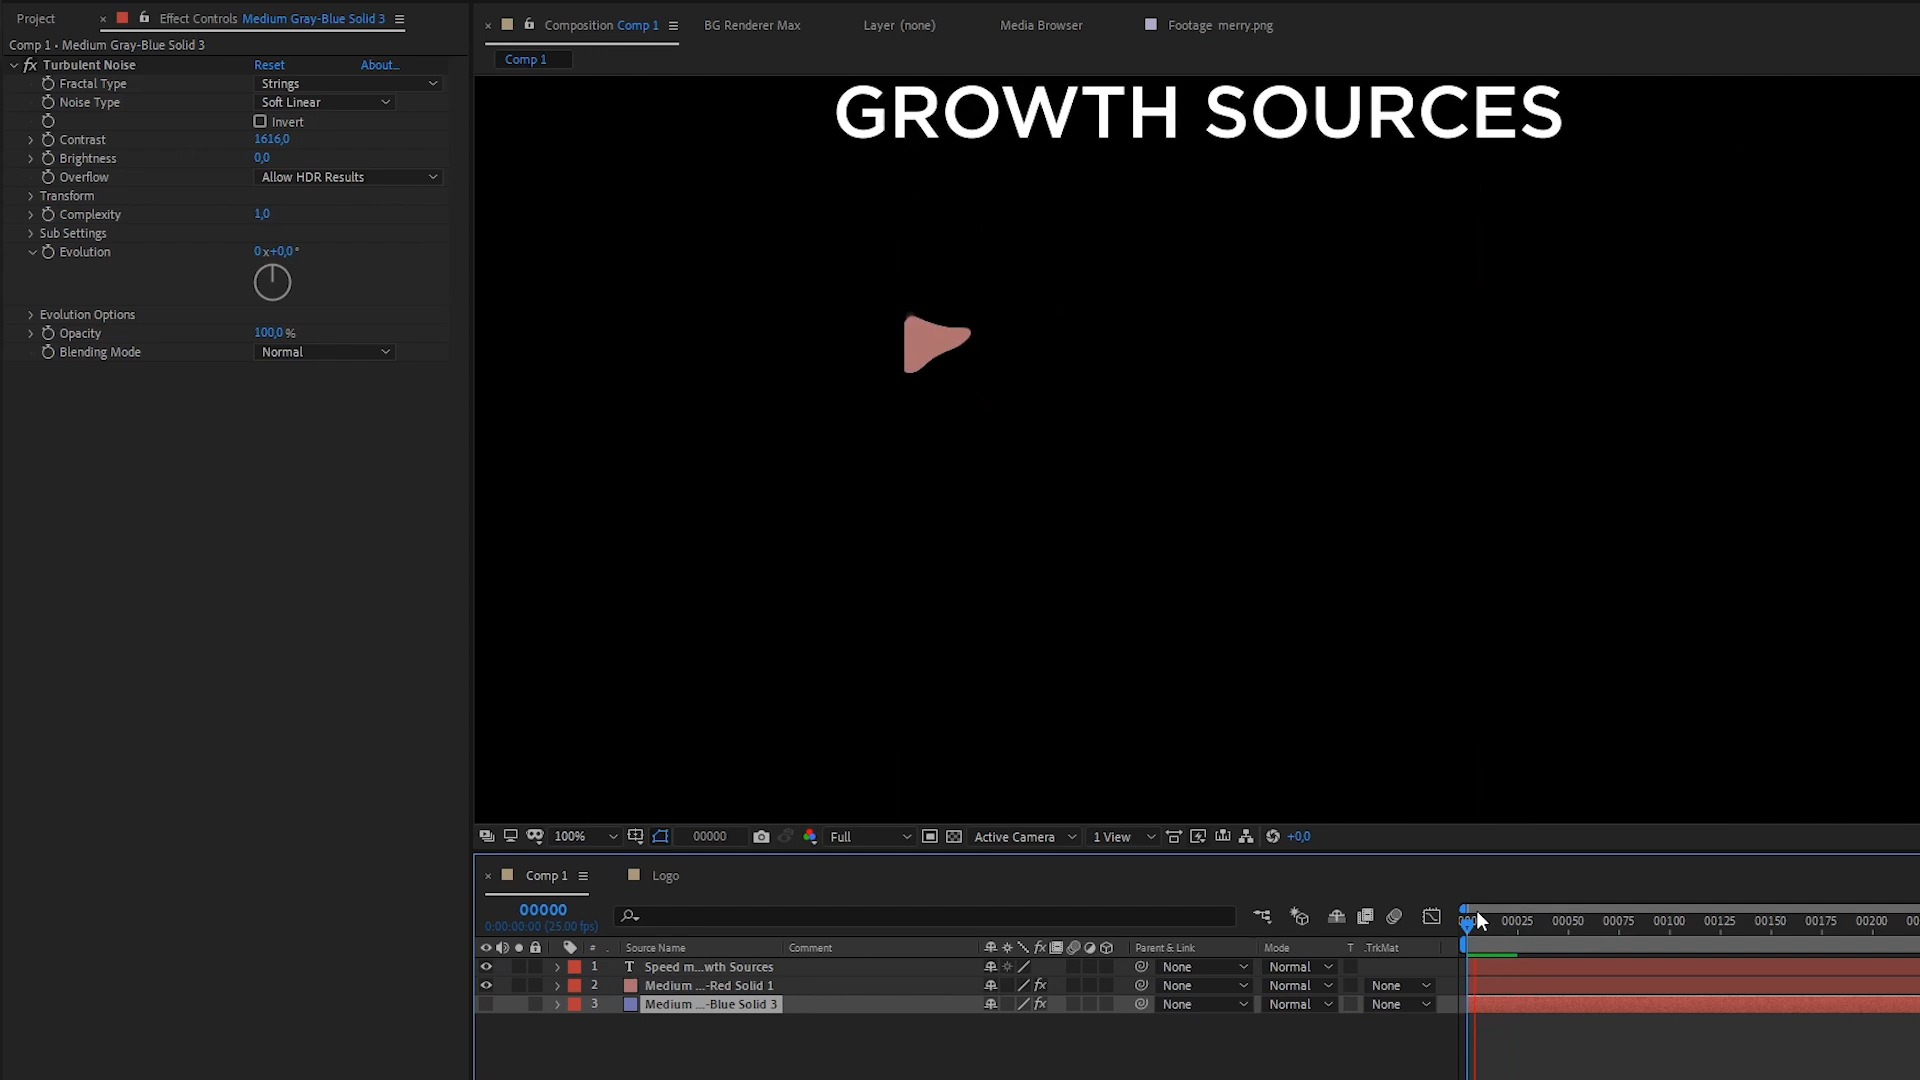 Project
Effect Controls Medium Gray-Blue Solid 3
Composition Comp 1
BG Renderer Max
Layer (none)
Media Browser
Footage merry.png
Comp 1 • Medium Gray-Blue Solid 3
Comp 1
fx Turbulent Noise Reset About...
Fractal Type Strings
Noise Type Soft Linear
Invert
Contrast 1616,0
Brightness 0,0
Overflow Allow HDR Results
Transform
Complexity 1,0
Sub Settings
Evolution 0x+0,0°
Evolution Options
Opacity 100,0 %
Blending Mode Normal
GROWTH SOURCES
100% 00000 Full Active Camera 1 View +0,0
Comp 1 Logo
00000
0:00:00:00 (25.00 fps)
00025 00050 00075 00100 00125 00150 00175 00200
# Source Name Comment fx Parent & Link Mode T .TrkMat
1 T Speed m...wth Sources None Normal
2 Medium ...-Red Solid 1 fx None Normal None
3 Medium ...-Blue Solid 3 fx None Normal None